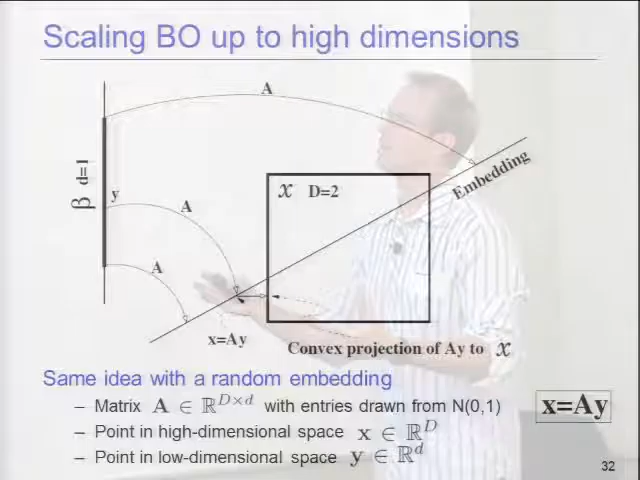 Scaling BO up to high dimensions
A
β d=1
y
A
A
𝒳 D=2
Embedding
x=Ay
Convex projection of Ay to 𝒳
Same idea with a random embedding
– Matrix A ∈ ℝ^{D×d} with entries drawn from N(0,1)
– Point in high-dimensional space x ∈ ℝ^D
– Point in low-dimensional space y ∈ ℝ^d
x=Ay
32